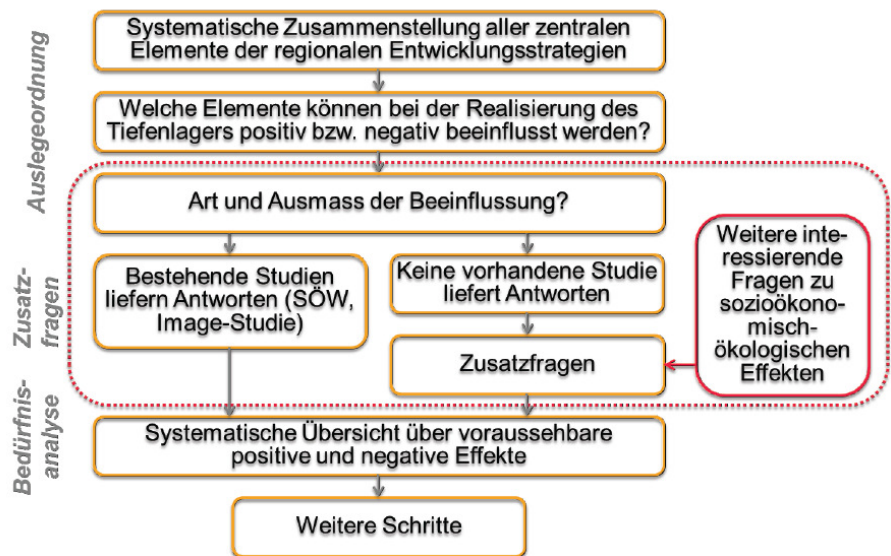 Auslegeordnung
Systematische Zusammenstellung aller zentralen
Elemente der regionalen Entwicklungsstrategien
Welche Elemente können bei der Realisierung des
Tiefenlagers positiv bzw. negativ beeinflusst werden?
Art und Ausmass der Beeinflussung?
Zusatz-
fragen
Bestehende Studien
liefern Antworten (SÖW,
Image-Studie)
Keine vorhandene Studie
liefert Antworten
Zusatzfragen
Weitere inte-
ressierende
Fragen zu
sozioökono-
misch-
ökologischen
Effekten
Bedürfnis-
analyse
Systematische Übersicht über voraussehbare
positive und negative Effekte
Weitere Schritte